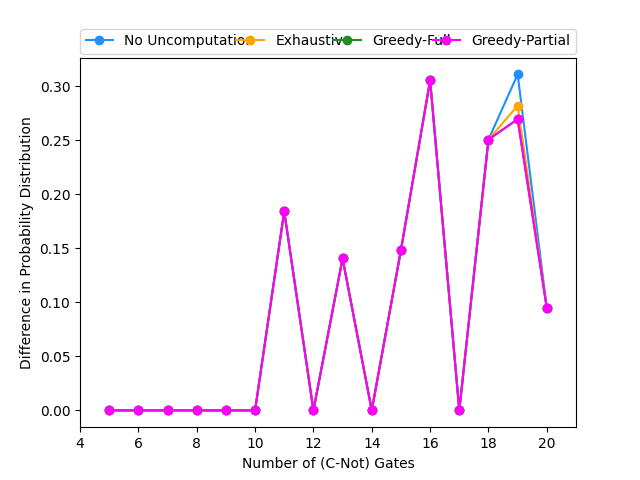 No Uncomputation Exhaustive Greedy-Full Greedy-Partial
0.30
0.25
0.20
0.15
0.10
0.05
0.00
Difference in Probability Distribution
4 6 8 10 12 14 16 18 20
Number of (C-Not) Gates